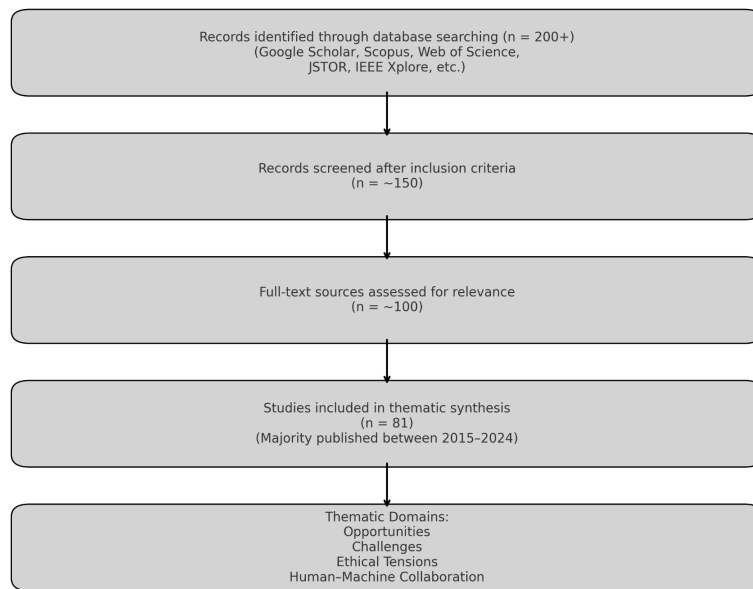 Records identified through database searching (n = 200+)
(Google Scholar, Scopus, Web of Science,
JSTOR, IEEE Xplore, etc.)
Records screened after inclusion criteria
(n = ~150)
Full-text sources assessed for relevance
(n = ~100)
Studies included in thematic synthesis
(n = 81)
(Majority published between 2015–2024)
Thematic Domains:
Opportunities
Challenges
Ethical Tensions
Human–Machine Collaboration